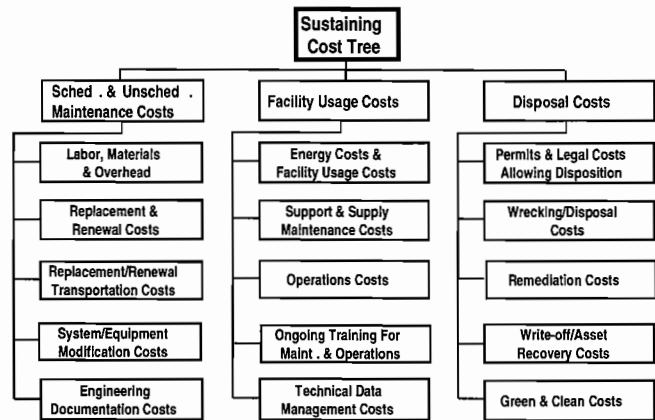 Sustaining
Cost Tree
Sched . & Unsched .
Maintenance Costs
Labor, Materials
& Overhead
Replacement &
Renewal Costs
Replacement/Renewal
Transportation Costs
System/Equipment
Modification Costs
Engineering
Documentation Costs
Facility Usage Costs
Energy Costs &
Facility Usage Costs
Support & Supply
Maintenance Costs
Operations Costs
Ongoing Training For
Maint . & Operations
Technical Data
Management Costs
Disposal Costs
Permits & Legal Costs
Allowing Disposition
Wrecking/Disposal
Costs
Remediation Costs
Write-off/Asset
Recovery Costs
Green & Clean Costs